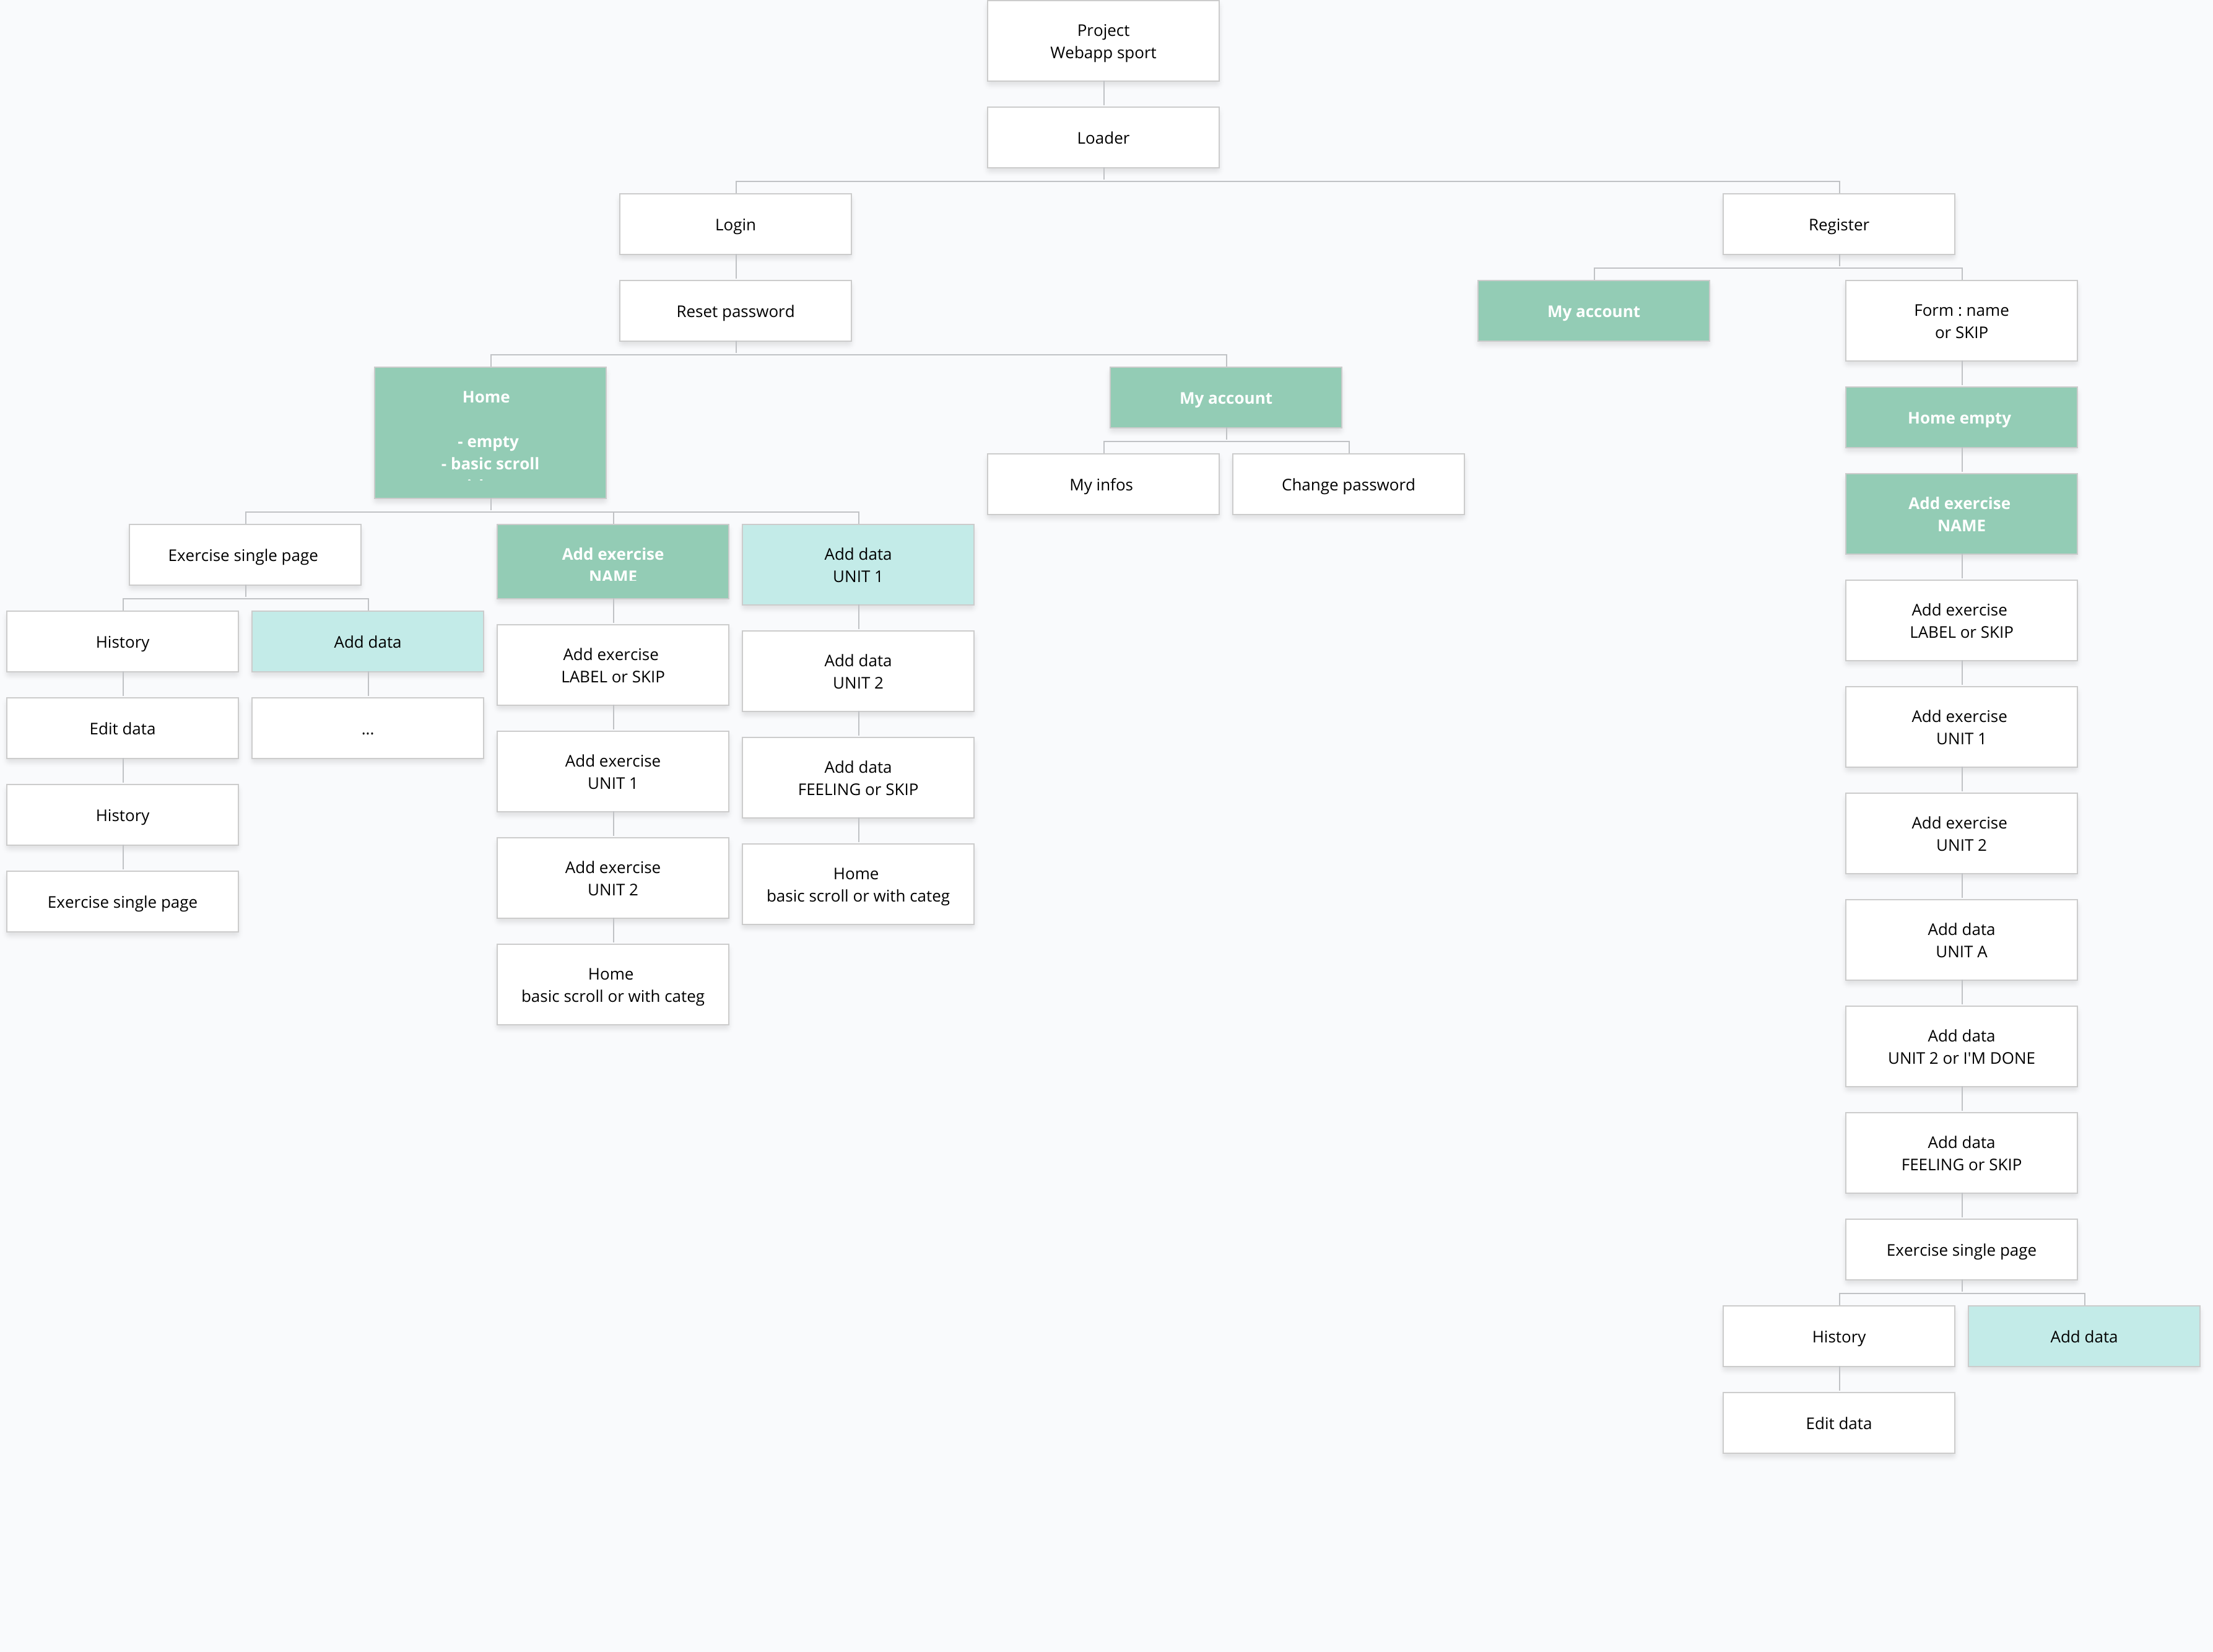 Project
Webapp sport
Loader
Login
Register
Reset password
My account
Form : name
or SKIP
Home
- empty
- basic scroll
My account
Home empty
My infos
Change password
Add exercise
NAME
Exercise single page
Add exercise
NAME
Add data
UNIT 1
History
Add data
Add exercise
LABEL or SKIP
Add data
UNIT 2
Add exercise
LABEL or SKIP
Edit data
...
Add exercise
UNIT 1
Add data
FEELING or SKIP
Add exercise
UNIT 1
History
Add exercise
UNIT 2
Home
basic scroll or with categ
Add exercise
UNIT 2
Exercise single page
Home
basic scroll or with categ
Add data
UNIT A
Add data
UNIT 2 or I'M DONE
Add data
FEELING or SKIP
Exercise single page
History
Add data
Edit data